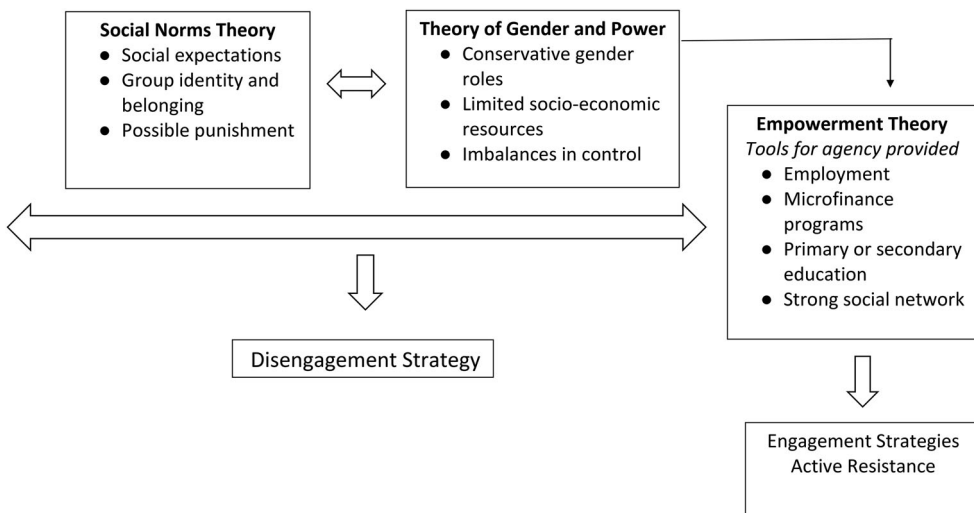 Social Norms Theory
● Social expectations
● Group identity and
belonging
● Possible punishment
Theory of Gender and Power
● Conservative gender
roles
● Limited socio-economic
resources
● Imbalances in control
Empowerment Theory
Tools for agency provided
● Employment
● Microfinance
programs
● Primary or secondary
education
● Strong social network
Disengagement Strategy
Engagement Strategies
Active Resistance